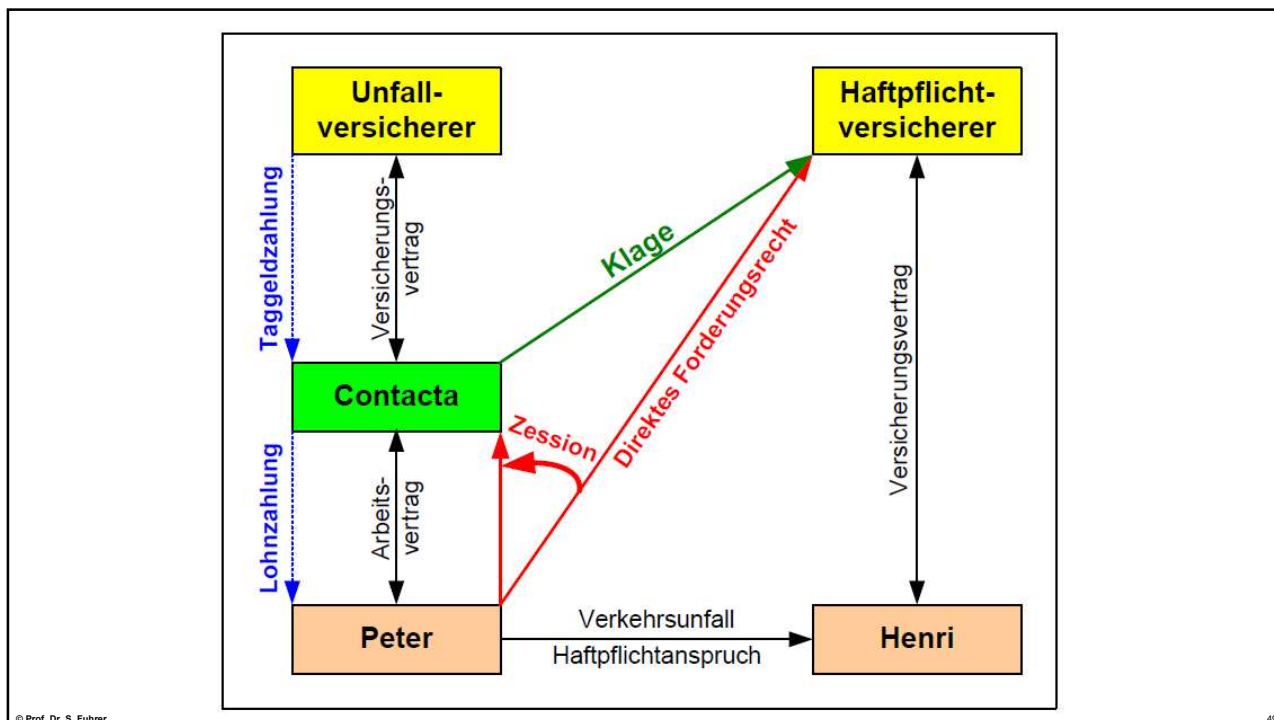 Unfall-
versicherer
Haftpflicht-
versicherer
Taggeldzahlung
Versicherungs-
vertrag
Klage
Direktes Forderungsrecht
Versicherungsvertrag
Contacta
Zession
Lohnzahlung
Arbeits-
vertrag
Peter
Verkehrsunfall
Haftpflichtanspruch
Henri
© Prof. Dr. S. Fuhrer